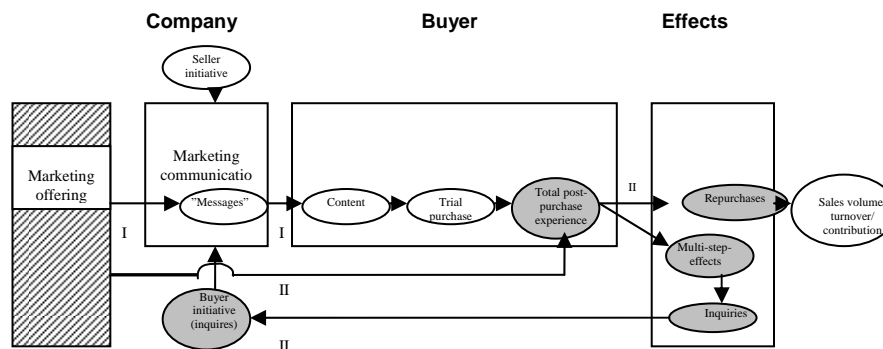 Company
Buyer
Effects
Seller
initiative
Marketing
offering
Marketing
communicatio
"Messages"
Content
Trial
purchase
Total post-
purchase
experience
II
Repurchases
Sales volume
turnover/
contribution
I
I
Multi-step-
effects
II
Buyer
initiative
(inquires)
Inquiries
II